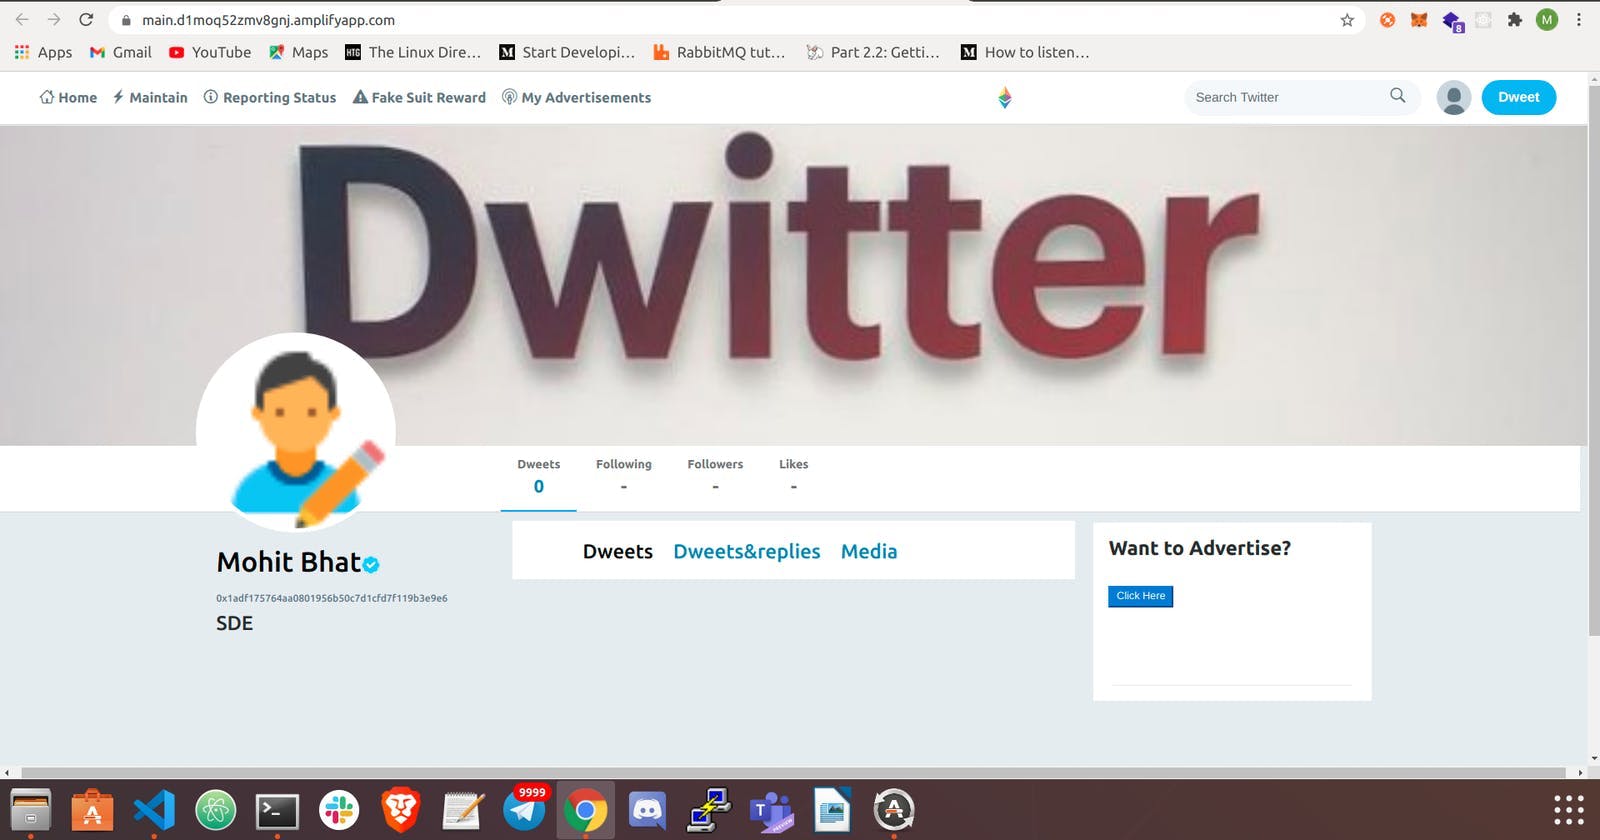 main.d1moq52zmv8gnj.amplifyapp.com
8
M
Apps Gmail YouTube Maps HTG The Linux Dire... M Start Developi... RabbitMQ tut... Part 2.2: Getti... M How to listen...
Home Maintain Reporting Status Fake Suit Reward My Advertisements Search Twitter Dweet
Dwitter
Dweets Following Followers Likes
0 - - -
Dweets Dweets&replies Media
Want to Advertise?
Click Here
Mohit Bhat
0x1adf175764aa0801956b50c7d1cfd7f119b3e9e6
SDE
9999